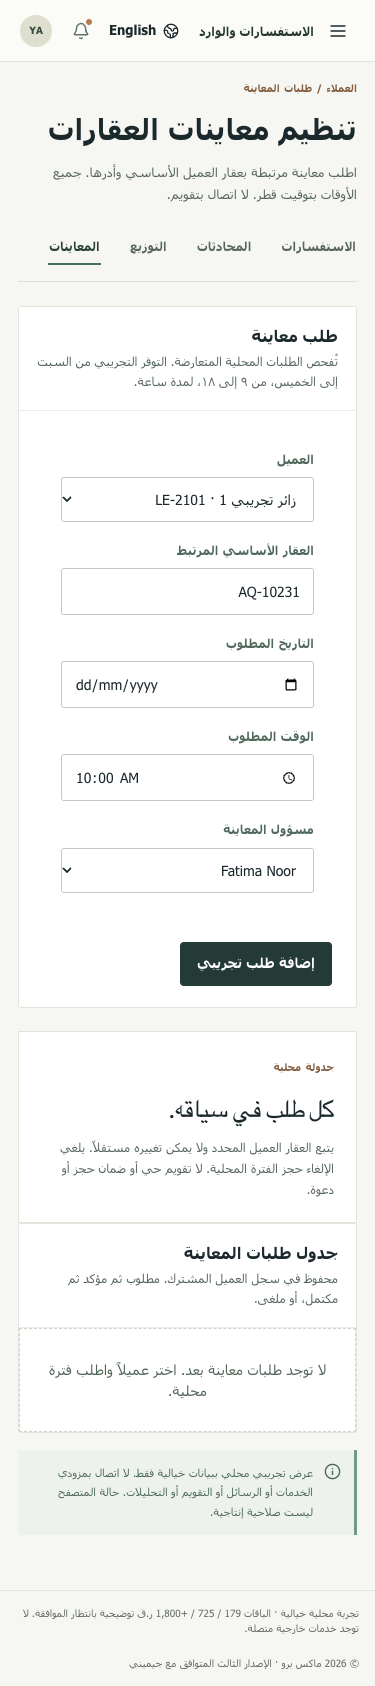 الاستفسارات والوارد
English
YA
العملاء / طلبات المعاينة
تنظيم معاينات العقارات
اطلب معاينة مرتبطة بعقار العميل الأساسي وأدرها. جميع
الأوقات بتوقيت قطر. لا اتصال بتقويم.
الاستفسارات
المحادثات
التوزيع
المعاينات
طلب معاينة
تُفحص الطلبات المحلية المتعارضة. التوفر التجريبي من السبت
إلى الخميس، من ٩ إلى ١٨، لمدة ساعة.
العميل
زائر تجريبي 1 · LE-2101
العقار الأساسي المرتبط
AQ-10231
التاريخ المطلوب
dd/mm/yyyy
الوقت المطلوب
10:00 AM
مسؤول المعاينة
Fatima Noor
إضافة طلب تجريبي
جدولة محلية
كل طلب في سياقه.
يتبع العقار العميل المحدد ولا يمكن تغييره مستقلاً. يلغي
الإلغاء حجز الفترة المحلية. لا تقويم حي أو ضمان حجز أو
دعوة.
جدول طلبات المعاينة
محفوظ في سجل العميل المشترك. مطلوب ثم مؤكد ثم
مكتمل، أو ملغى.
لا توجد طلبات معاينة بعد. اختر عميلاً واطلب فترة
محلية.
عرض تجريبي محلي ببيانات خيالية فقط. لا اتصال بمزودي
الخدمات أو الرسائل أو التقويم أو التحليلات. حالة المتصفح
ليست صلاحية إنتاجية.
تجربة محلية خيالية · الباقات 179 / 725 / +1,800 ر.ق توضيحية بانتظار الموافقة. لا
توجد خدمات خارجية متصلة.
© 2026 ماكس برو · الإصدار الثالث المتوافق مع جيميني